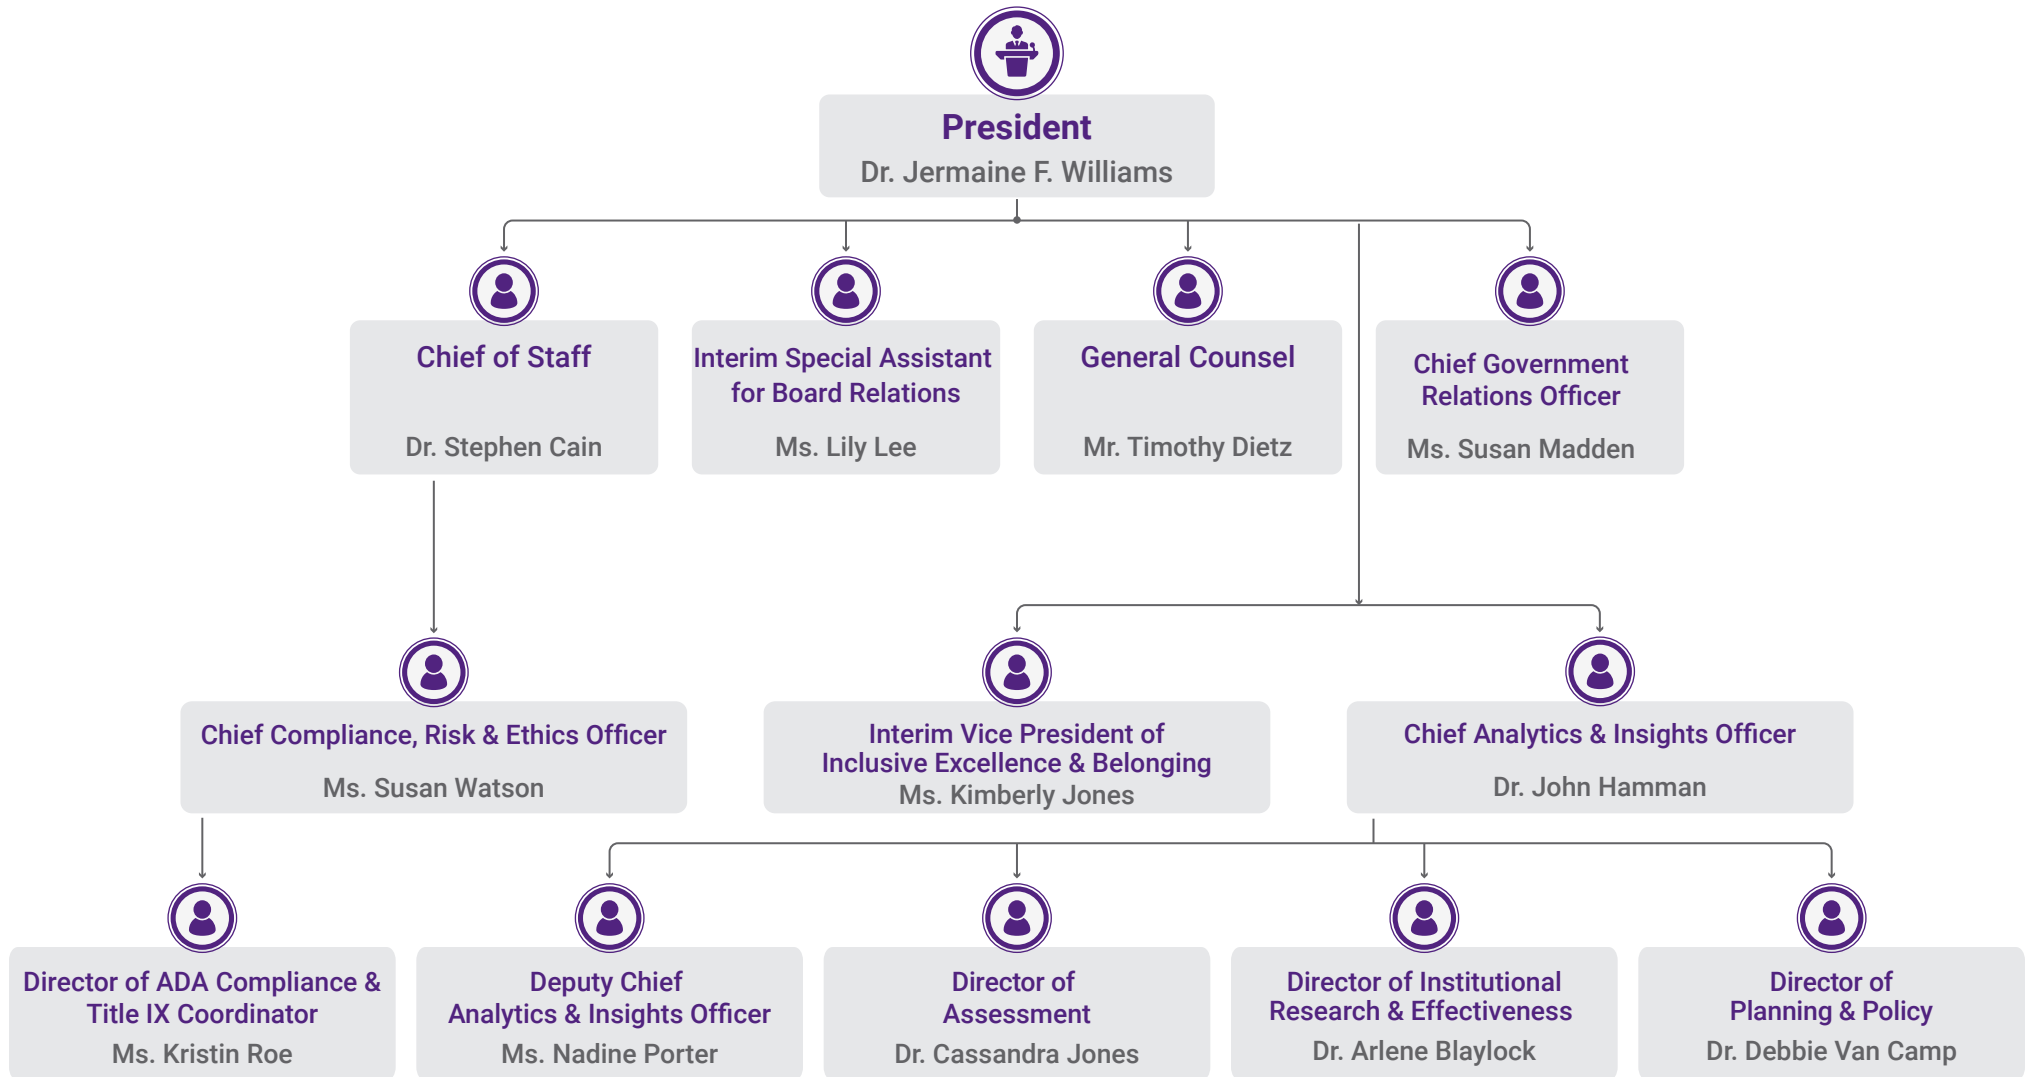 President
Dr. Jermaine F. Williams
Chief of Staff
Dr. Stephen Cain
Interim Special Assistant
for Board Relations
Ms. Lily Lee
General Counsel
Mr. Timothy Dietz
Chief Government
Relations Officer
Ms. Susan Madden
Chief Compliance, Risk & Ethics Officer
Ms. Susan Watson
Interim Vice President of
Inclusive Excellence & Belonging
Ms. Kimberly Jones
Chief Analytics & Insights Officer
Dr. John Hamman
Director of ADA Compliance &
Title IX Coordinator
Ms. Kristin Roe
Deputy Chief
Analytics & Insights Officer
Ms. Nadine Porter
Director of
Assessment
Dr. Cassandra Jones
Director of Institutional
Research & Effectiveness
Dr. Arlene Blaylock
Director of
Planning & Policy
Dr. Debbie Van Camp